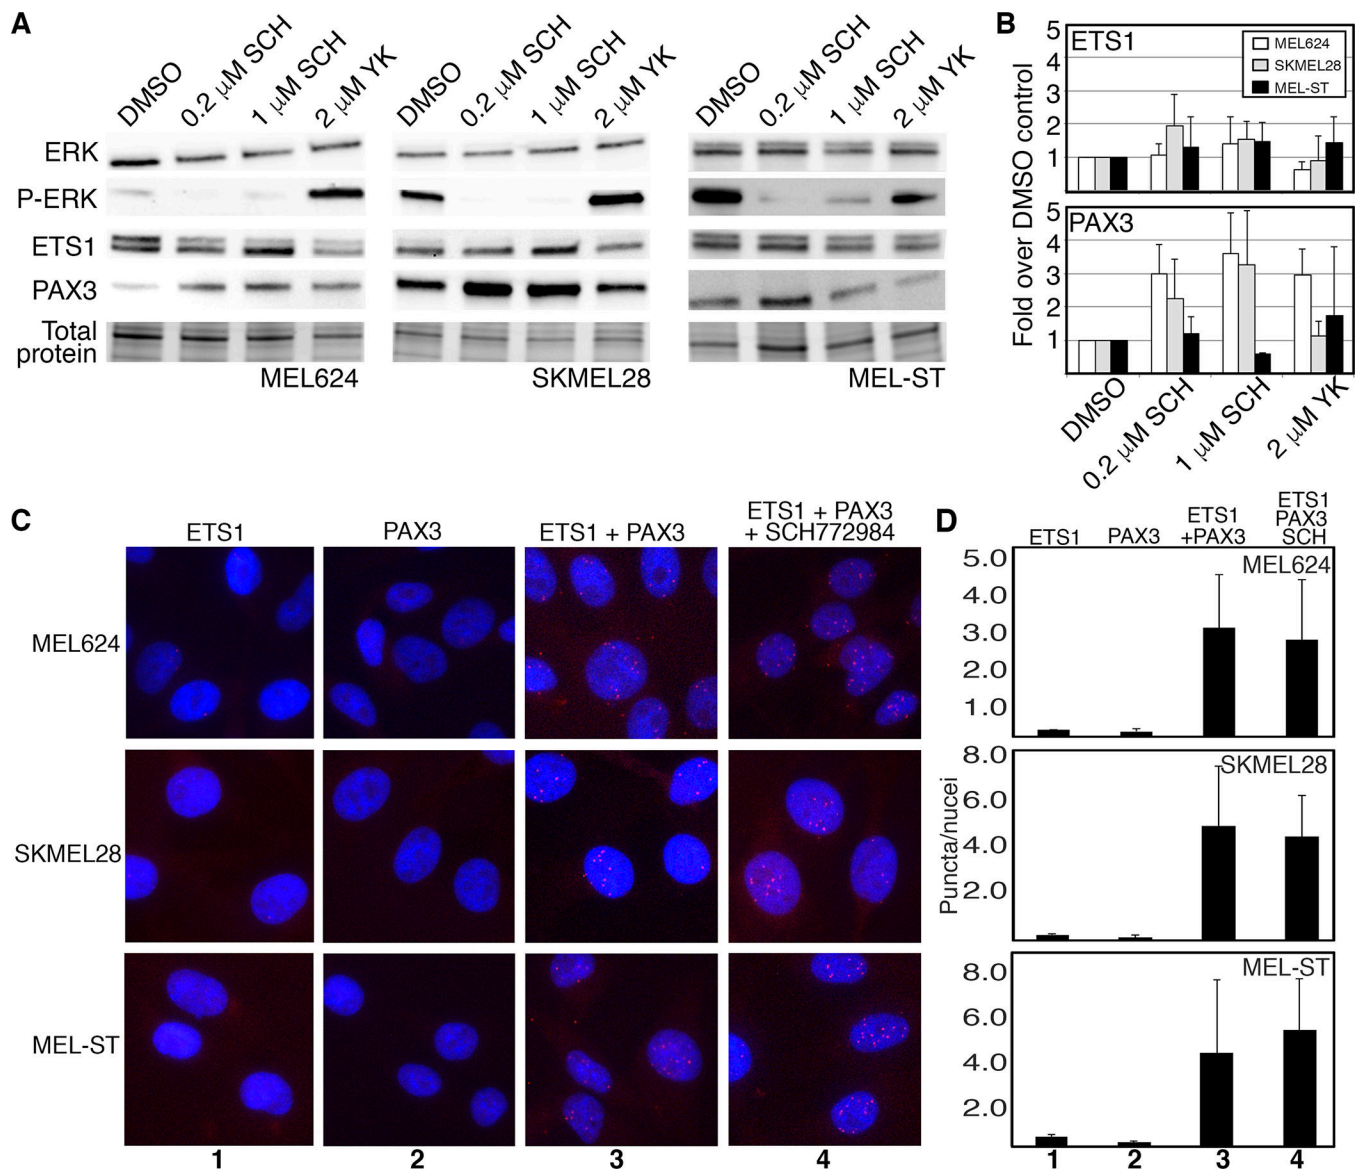 A
DMSO
0.2 µM SCH
1 µM SCH
2 µM YK
DMSO
0.2 µM SCH
1 µM SCH
2 µM YK
DMSO
0.2 µM SCH
1 µM SCH
2 µM YK
ERK
P-ERK
ETS1
PAX3
Total
protein
MEL624
SKMEL28
MEL-ST
B
Fold over DMSO control
5
4
3
2
1
ETS1
MEL624
SKMEL28
MEL-ST
5
4
3
2
1
PAX3
DMSO
0.2 µM SCH
1 µM SCH
2 µM YK
C
ETS1
PAX3
ETS1 + PAX3
ETS1 + PAX3
+ SCH772984
MEL624
SKMEL28
MEL-ST
1
2
3
4
D
ETS1
PAX3
ETS1
+PAX3
ETS1
PAX3
SCH
Puncta/nuclei
5.0
4.0
3.0
2.0
1.0
MEL624
8.0
6.0
4.0
2.0
SKMEL28
8.0
6.0
4.0
2.0
MEL-ST
1
2
3
4